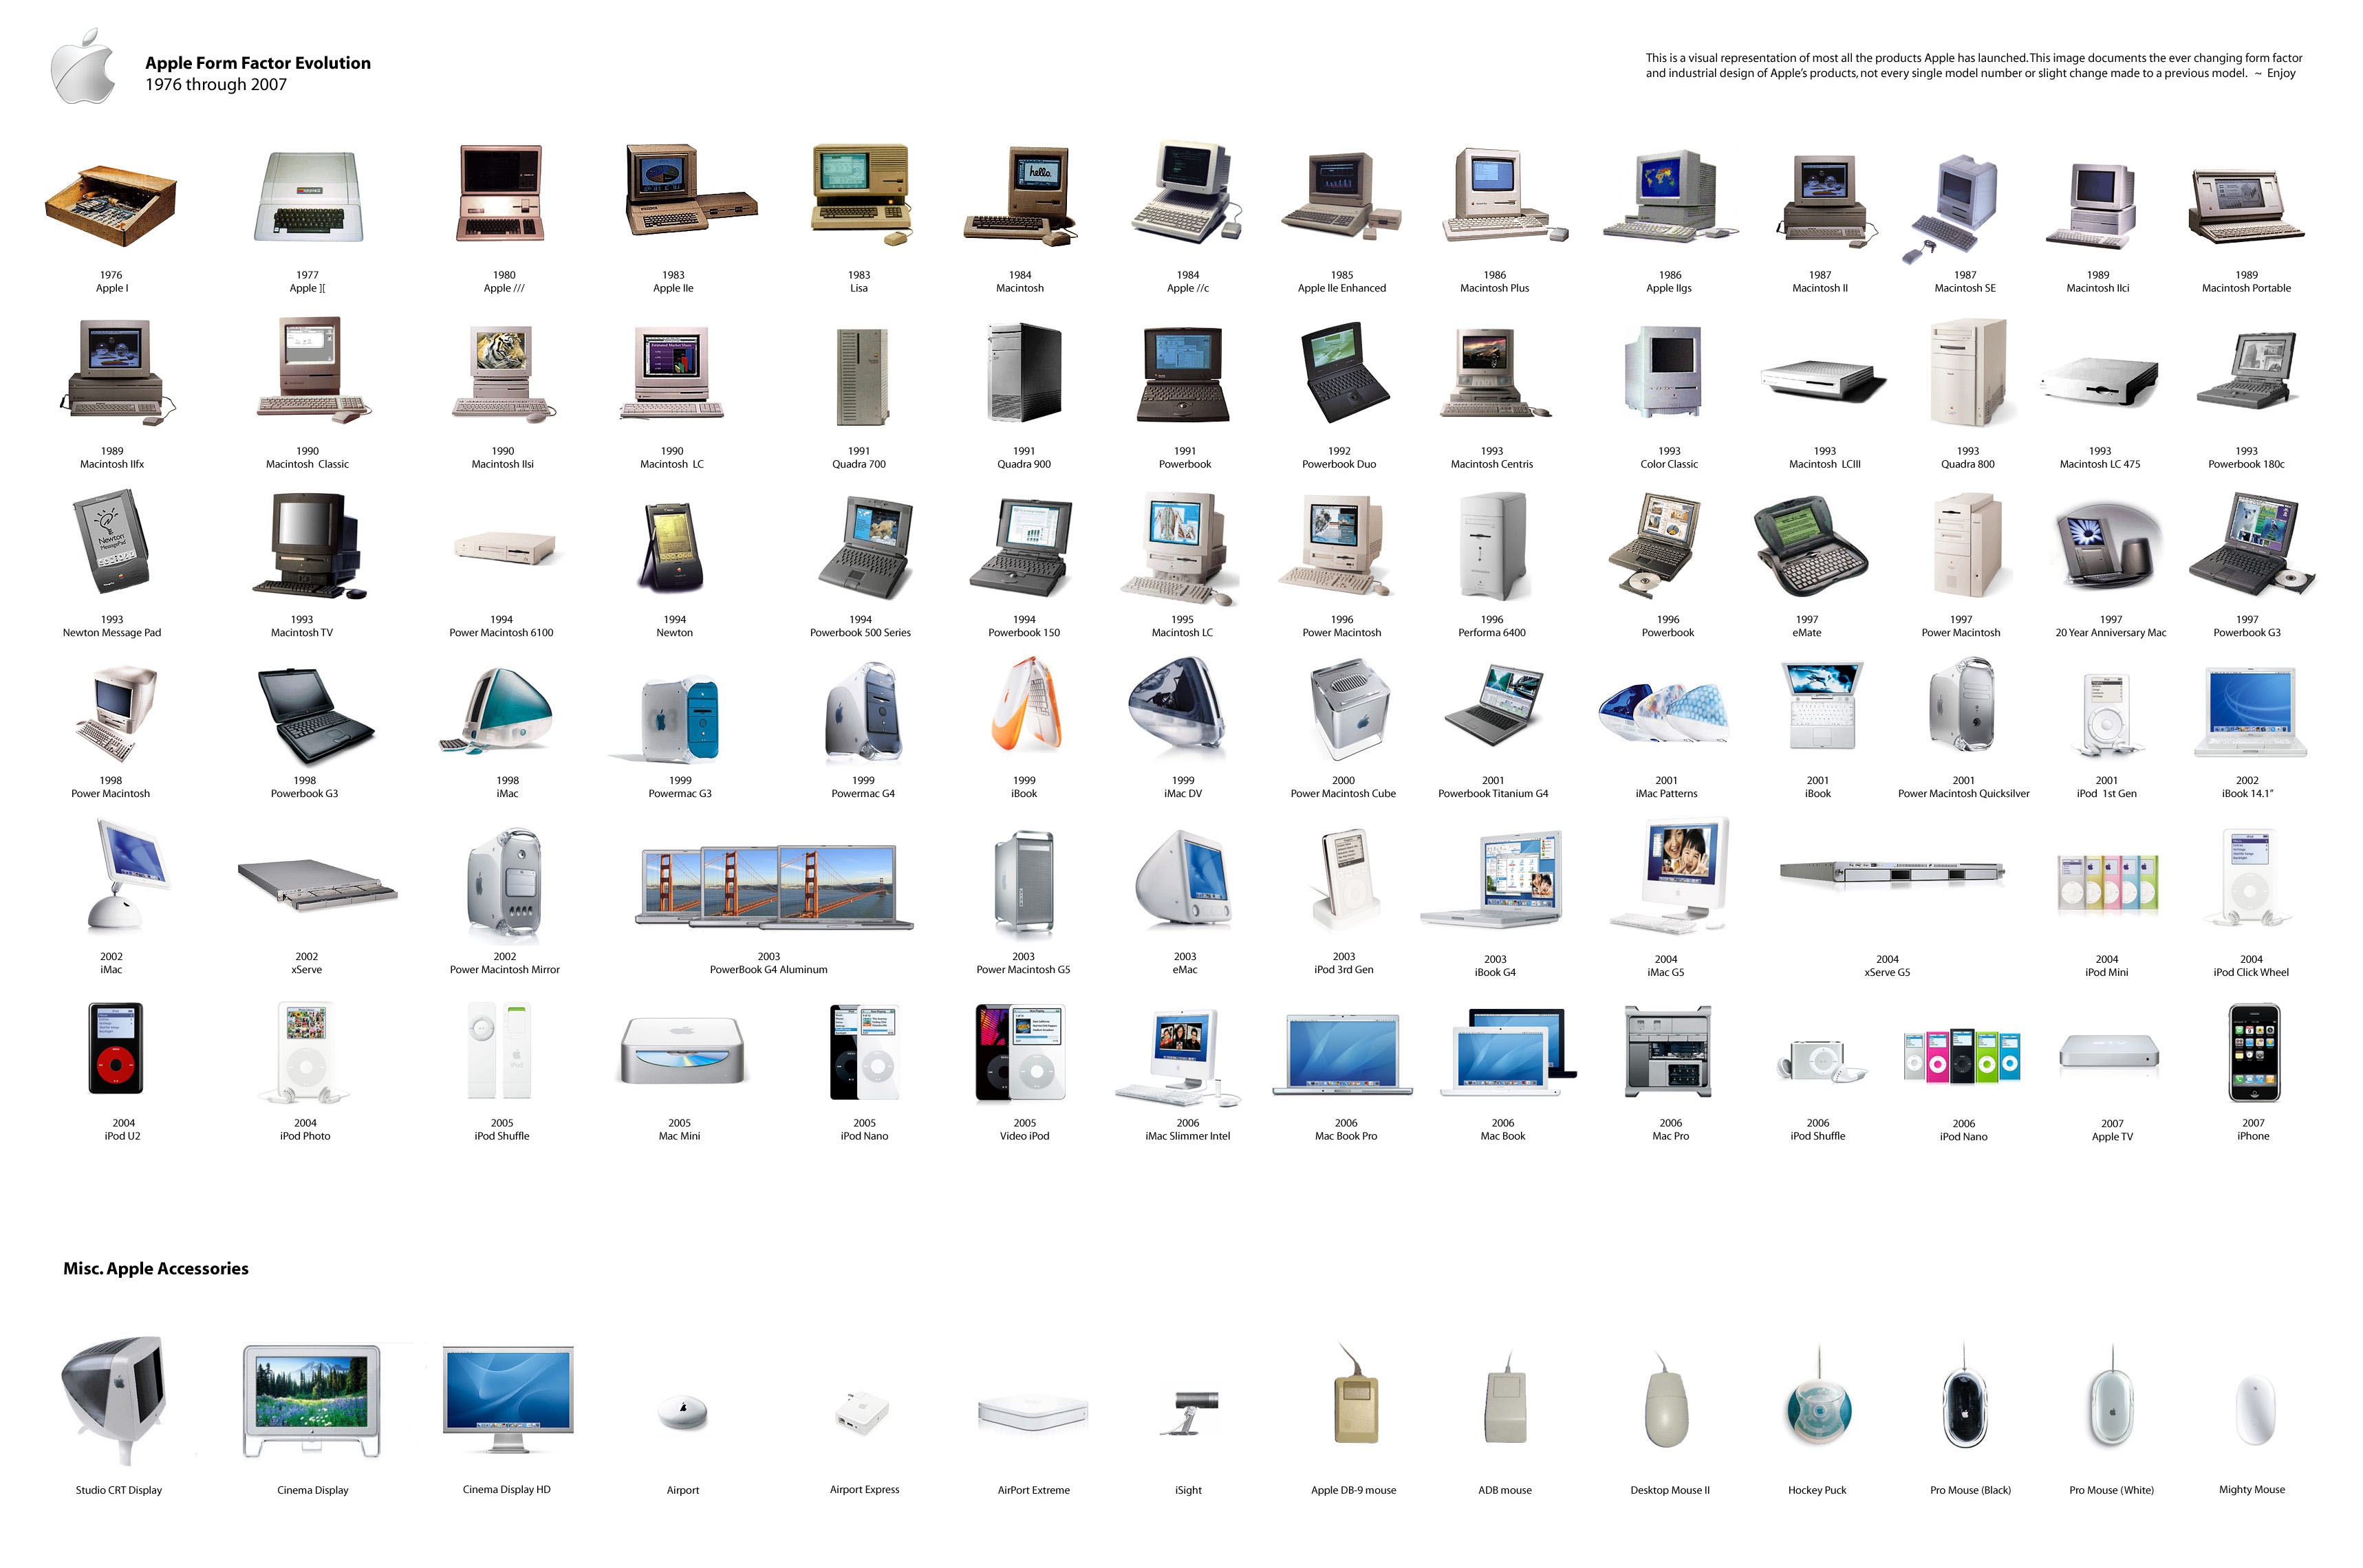 Apple Form Factor Evolution
1976 through 2007
This is a visual representation of most all the products Apple has launched. This image documents the ever changing form factor
and industrial design of Apple's products, not every single model number or slight change made to a previous model. ~ Enjoy
hello.
1976
Apple I
1977
Apple ][
1980
Apple ///
1983
Apple IIe
1983
Lisa
1984
Macintosh
1984
Apple //c
1985
Apple IIe Enhanced
1986
Macintosh Plus
1986
Apple IIgs
1987
Macintosh II
1987
Macintosh SE
1989
Macintosh IIci
1989
Macintosh Portable
1989
Macintosh IIfx
1990
Macintosh Classic
1990
Macintosh IIsi
1990
Macintosh LC
1991
Quadra 700
1991
Quadra 900
1991
Powerbook
1992
Powerbook Duo
1993
Macintosh Centris
1993
Color Classic
1993
Macintosh LCIII
1993
Quadra 800
1993
Macintosh LC 475
1993
Powerbook 180c
Newton
MessagePad
1993
Newton Message Pad
1993
Macintosh TV
1994
Power Macintosh 6100
1994
Newton
1994
Powerbook 500 Series
1994
Powerbook 150
1995
Macintosh LC
1996
Power Macintosh
1996
Performa 6400
1996
Powerbook
1997
eMate
1997
Power Macintosh
1997
20 Year Anniversary Mac
1997
Powerbook G3
1998
Power Macintosh
1998
Powerbook G3
1998
iMac
1999
Powermac G3
1999
Powermac G4
1999
iBook
1999
iMac DV
2000
Power Macintosh Cube
2001
Powerbook Titanium G4
2001
iMac Patterns
2001
iBook
2001
Power Macintosh Quicksilver
2001
iPod 1st Gen
2002
iBook 14.1"
2002
iMac
2002
xServe
2002
Power Macintosh Mirror
2003
PowerBook G4 Aluminum
2003
Power Macintosh G5
2003
eMac
2003
iPod 3rd Gen
2003
iBook G4
2004
iMac G5
2004
xServe G5
2004
iPod Mini
2004
iPod Click Wheel
2004
iPod U2
2004
iPod Photo
2005
iPod Shuffle
2005
Mac Mini
2005
iPod Nano
2005
Video iPod
2006
iMac Slimmer Intel
2006
Mac Book Pro
2006
Mac Book
2006
Mac Pro
2006
iPod Shuffle
2006
iPod Nano
2007
Apple TV
2007
iPhone
Misc. Apple Accessories
Studio CRT Display
Cinema Display
Cinema Display HD
Airport
Airport Express
AirPort Extreme
iSight
Apple DB-9 mouse
ADB mouse
Desktop Mouse II
Hockey Puck
Pro Mouse (Black)
Pro Mouse (White)
Mighty Mouse